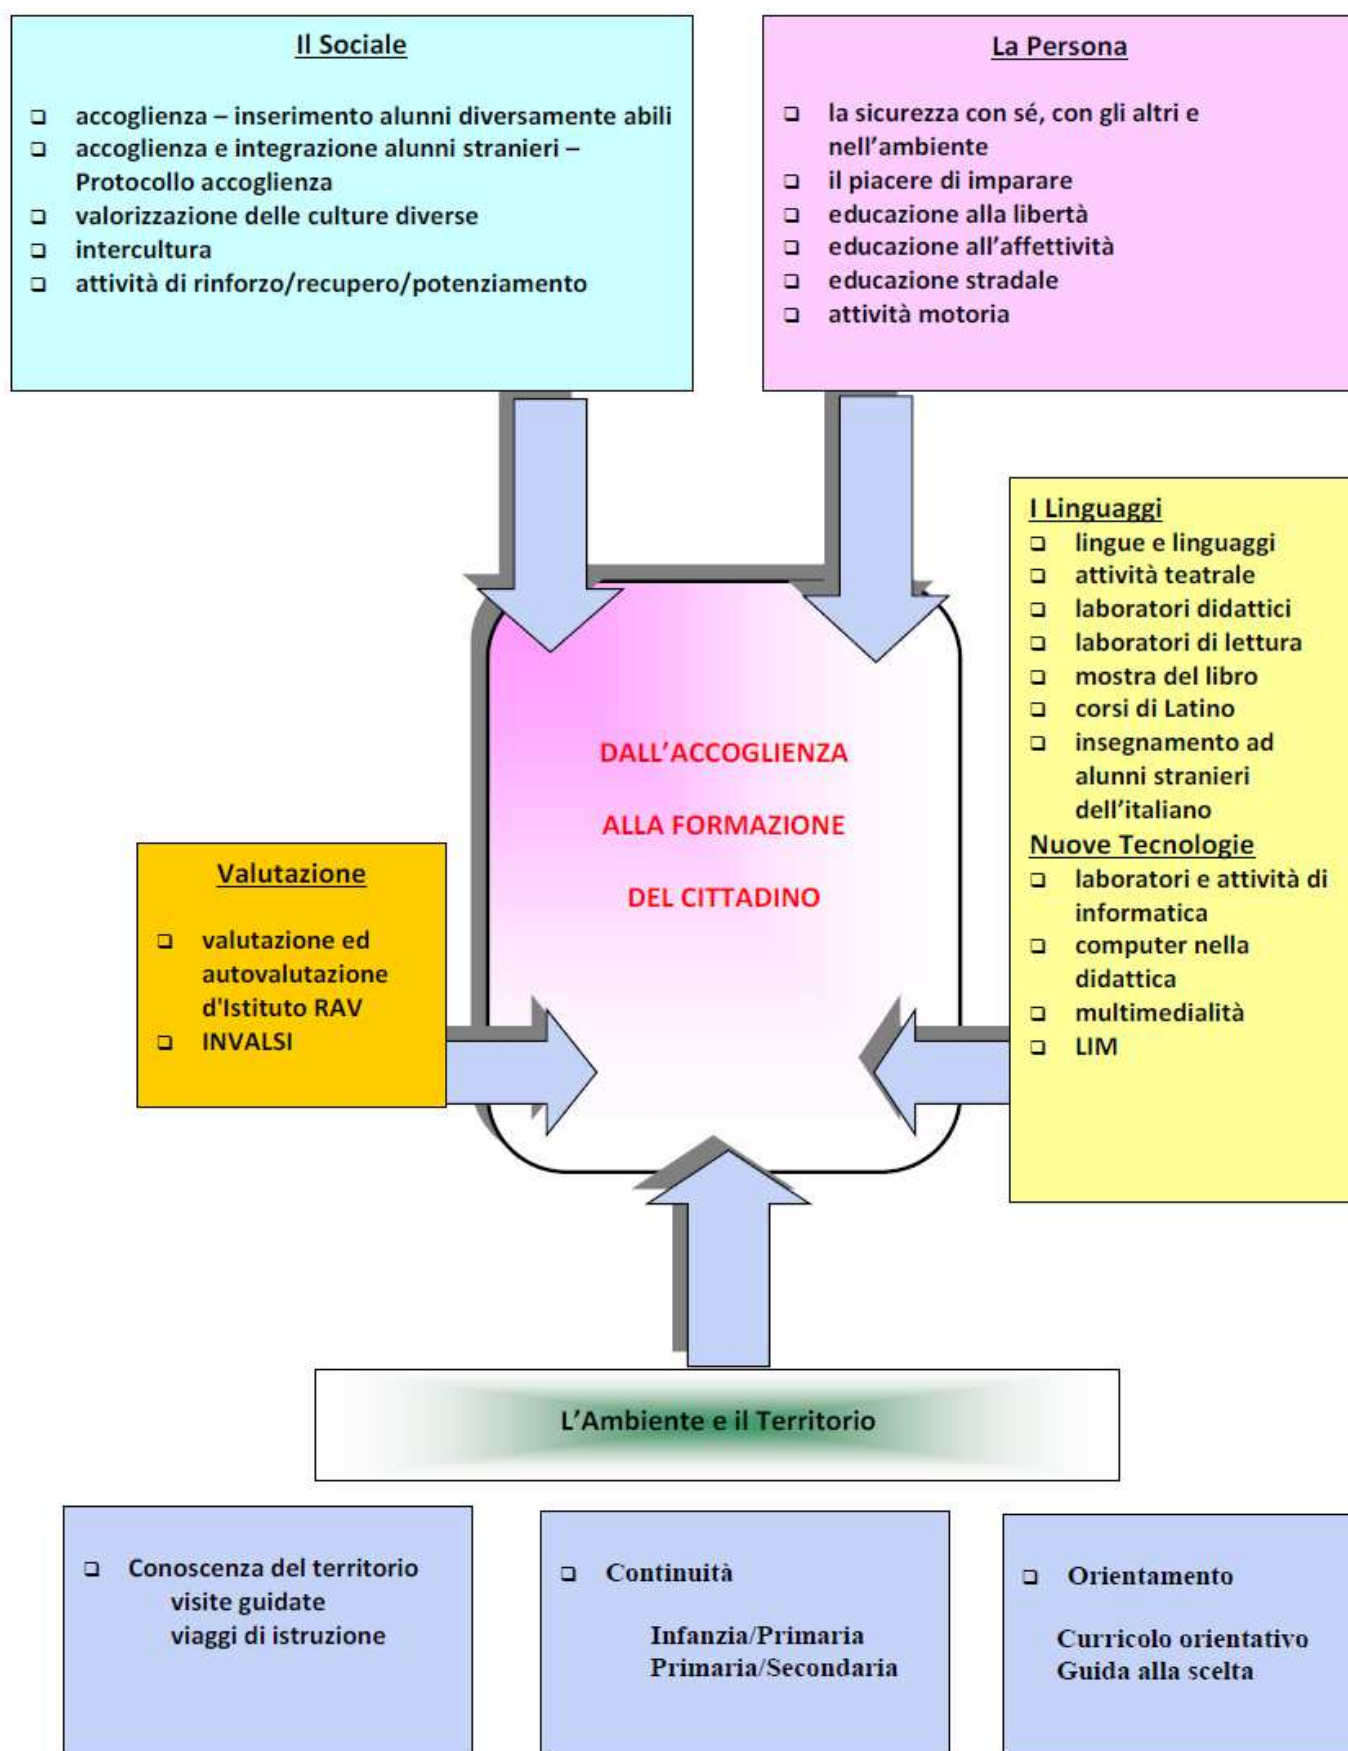 Il Sociale
❑ accoglienza – inserimento alunni diversamente abili
❑ accoglienza e integrazione alunni stranieri –
Protocollo accoglienza
❑ valorizzazione delle culture diverse
❑ intercultura
❑ attività di rinforzo/recupero/potenziamento
La Persona
❑ la sicurezza con sé, con gli altri e
nell’ambiente
❑ il piacere di imparare
❑ educazione alla libertà
❑ educazione all’affettività
❑ educazione stradale
❑ attività motoria
I Linguaggi
❑ lingue e linguaggi
❑ attività teatrale
❑ laboratori didattici
❑ laboratori di lettura
❑ mostra del libro
❑ corsi di Latino
❑ insegnamento ad
alunni stranieri
dell’italiano
Nuove Tecnologie
❑ laboratori e attività di
informatica
❑ computer nella
didattica
❑ multimedialità
❑ LIM
DALL’ACCOGLIENZA
ALLA FORMAZIONE
DEL CITTADINO
Valutazione
❑ valutazione ed
autovalutazione
d'Istituto RAV
❑ INVALSI
L’Ambiente e il Territorio
❑ Conoscenza del territorio
visite guidate
viaggi di istruzione
❑ Continuità
Infanzia/Primaria
Primaria/Secondaria
❑ Orientamento
Curricolo orientativo
Guida alla scelta